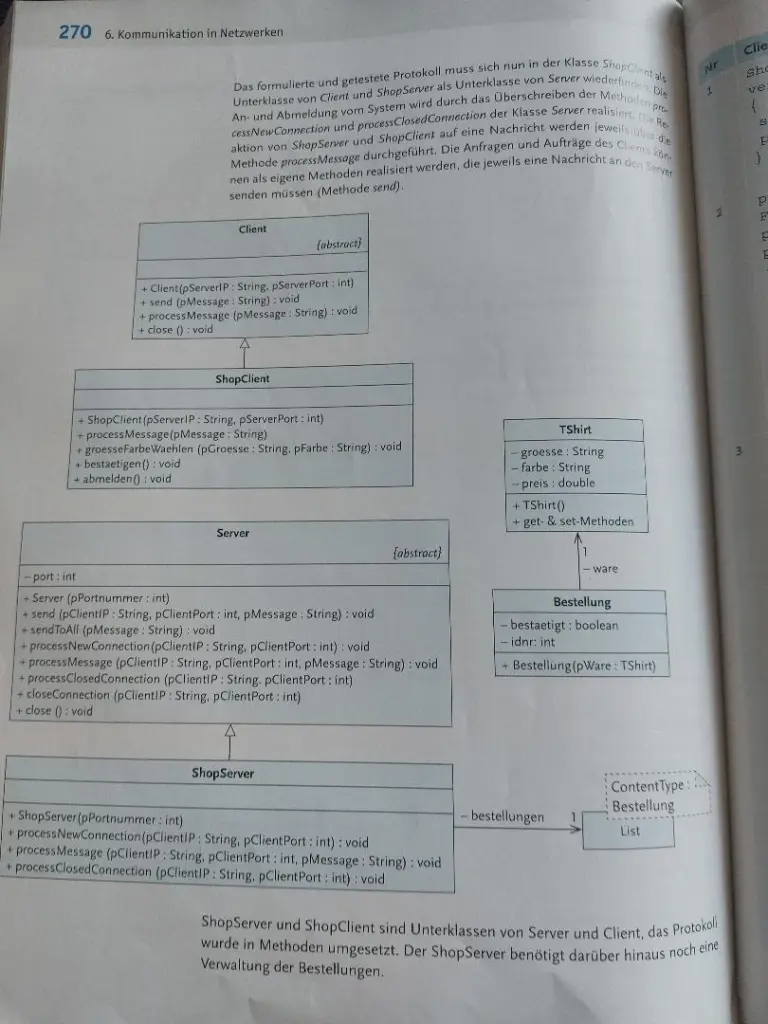 270 6. Kommunikation in Netzwerken
Das formulierte und getestete Protokoll muss sich nun in der Klasse ShopClient als
Unterklasse von Client und ShopServer als Unterklasse von Server wiederfinden. Die
An- und Abmeldung vom System wird durch das Überschreiben der Methoden pro-
cessNewConnection und processClosedConnection der Klasse Server realisiert. Die Re-
aktion von ShopServer und ShopClient auf eine Nachricht werden jeweils über die
Methode processMessage durchgeführt. Die Anfragen und Aufträge des Clients kön-
nen als eigene Methoden realisiert werden, die jeweils eine Nachricht an den Server
senden müssen (Methode send).
Client
{abstract}
+ Client(pServerIP : String, pServerPort : int)
+ send (pMessage : String) : void
+ processMessage (pMessage : String) : void
+ close () : void
ShopClient
+ ShopClient(pServerIP : String, pServerPort : int)
+ processMessage(pMessage : String)
+ groesseFarbeWaehlen (pGroesse : String, pFarbe : String) : void
+ bestaetigen() : void
+ abmelden() : void
TShirt
– groesse : String
– farbe : String
– preis : double
+ TShirt()
+ get- & set-Methoden
1
– ware
Bestellung
– bestaetigt : boolean
– idnr: int
+ Bestellung(pWare : TShirt)
Server
{abstract}
– port : int
+ Server (pPortnummer : int)
+ send (pClientIP : String, pClientPort : int, pMessage : String) : void
+ sendToAll (pMessage : String) : void
+ processNewConnection (pClientIP : String, pClientPort : int) : void
+ processMessage (pClientIP : String, pClientPort : int, pMessage : String) : void
+ processClosedConnection (pClientIP : String. pClientPort : int)
+ closeConnection (pClientIP : String, pClientPort : int)
+ close () : void
ShopServer
+ ShopServer(pPortnummer : int)
+ processNewConnection(pClientIP : String, pClientPort : int) : void
+ processMessage (pClientIP : String, pClientPort : int, pMessage : String) : void
+ processClosedConnection (pClientIP : String, pClientPort : int) : void
– bestellungen 1
ContentType :
Bestellung
List
ShopServer und ShopClient sind Unterklassen von Server und Client, das Protokoll
wurde in Methoden umgesetzt. Der ShopServer benötigt darüber hinaus noch eine
Verwaltung der Bestellungen.
Nr
1
{
}
2
3